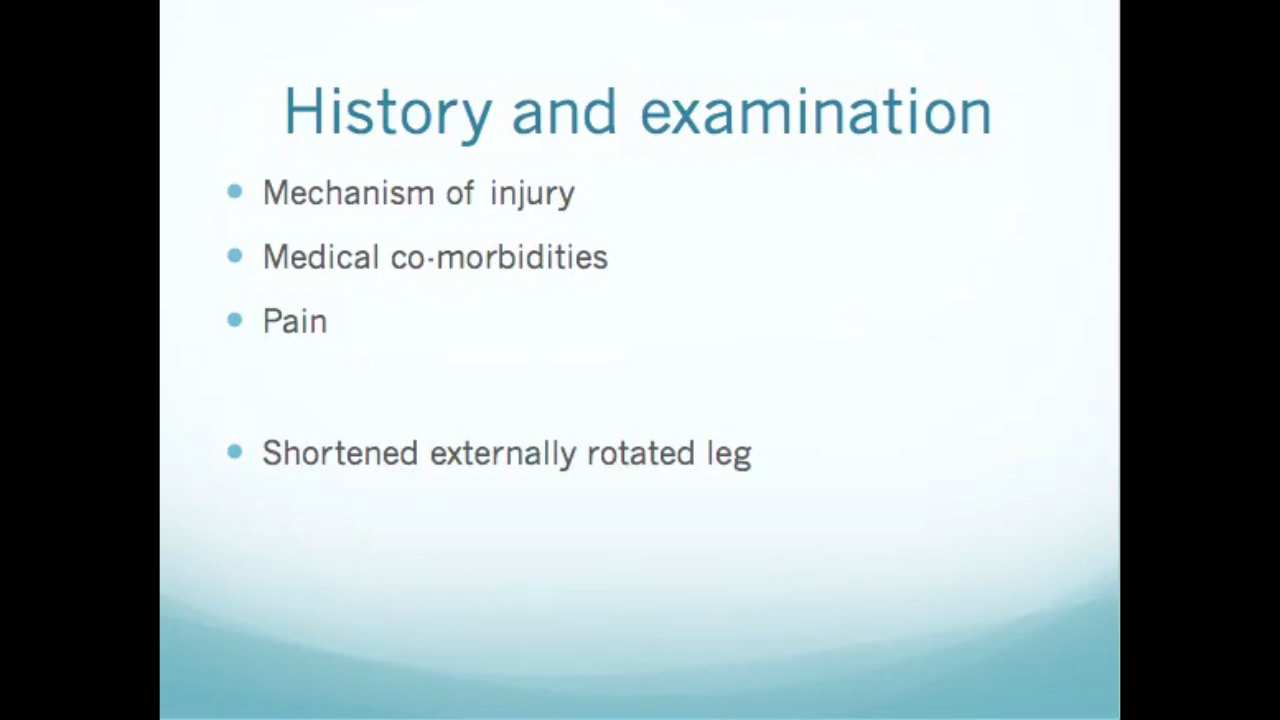 History and examination
Mechanism of injury
Medical co-morbidities
Pain
Shortened externally rotated leg